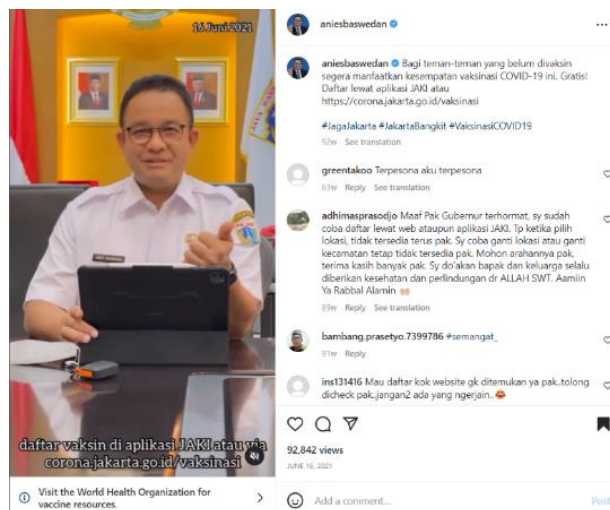 16 Juni 2021
daftar vaksin di aplikasi JAKI atau via
corona.jakarta.go.id/vaksinasi
Visit the World Health Organization for
vaccine resources.
aniesbaswedan
aniesbaswedan Bagi teman-teman yang belum divaksin
segera manfaatkan kesempatan vaksinasi COVID-19 ini. Gratis!
Daftar lewat aplikasi JAKI atau
https://corona.jakarta.go.id/vaksinasi
#JagaJakarta #JakartaBangkit #VaksinasiCOVID19
92w See translation
greentakoo Terpesona aku terpesona
63w Reply See translation
adhimasprasodjo Maaf Pak Gubernur terhormat, sy sudah
coba daftar lewat web ataupun aplikasi JAKI. Tp ketika pilih
lokasi, tidak tersedia terus pak. Sy coba ganti lokasi atau ganti
kecamatan tetap tidak tersedia pak. Mohon arahannya pak,
terima kasih banyak pak. Sy do'akan bapak dan keluarga selalu
diberikan kesehatan dan perlindungan dr ALLAH SWT. Aamiin
Ya Rabbal Alamin
89w Reply See translation
bambang.prasetyo.7399786 #semangat_
91w Reply
ins131416 Mau daftar kok website gk ditemukan ya pak..tolong
dicheck pak..jangan2 ada yang ngerjain..
92,842 views
JUNE 16, 2021
Add a comment...
Post